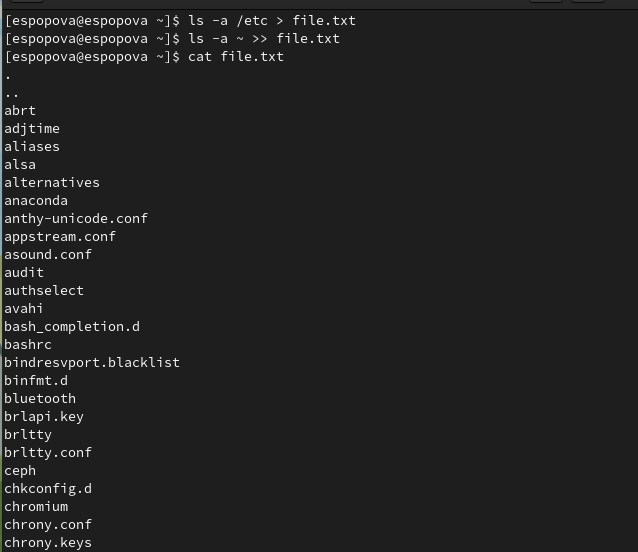 [espopova@espopova ~]$ ls -a /etc > file.txt
[espopova@espopova ~]$ ls -a ~ >> file.txt
[espopova@espopova ~]$ cat file.txt
.
..
abrt
adjtime
aliases
alsa
alternatives
anaconda
anthy-unicode.conf
appstream.conf
asound.conf
audit
authselect
avahi
bash_completion.d
bashrc
bindresvport.blacklist
binfmt.d
bluetooth
brlapi.key
brltty
brltty.conf
ceph
chkconfig.d
chromium
chrony.conf
chrony.keys